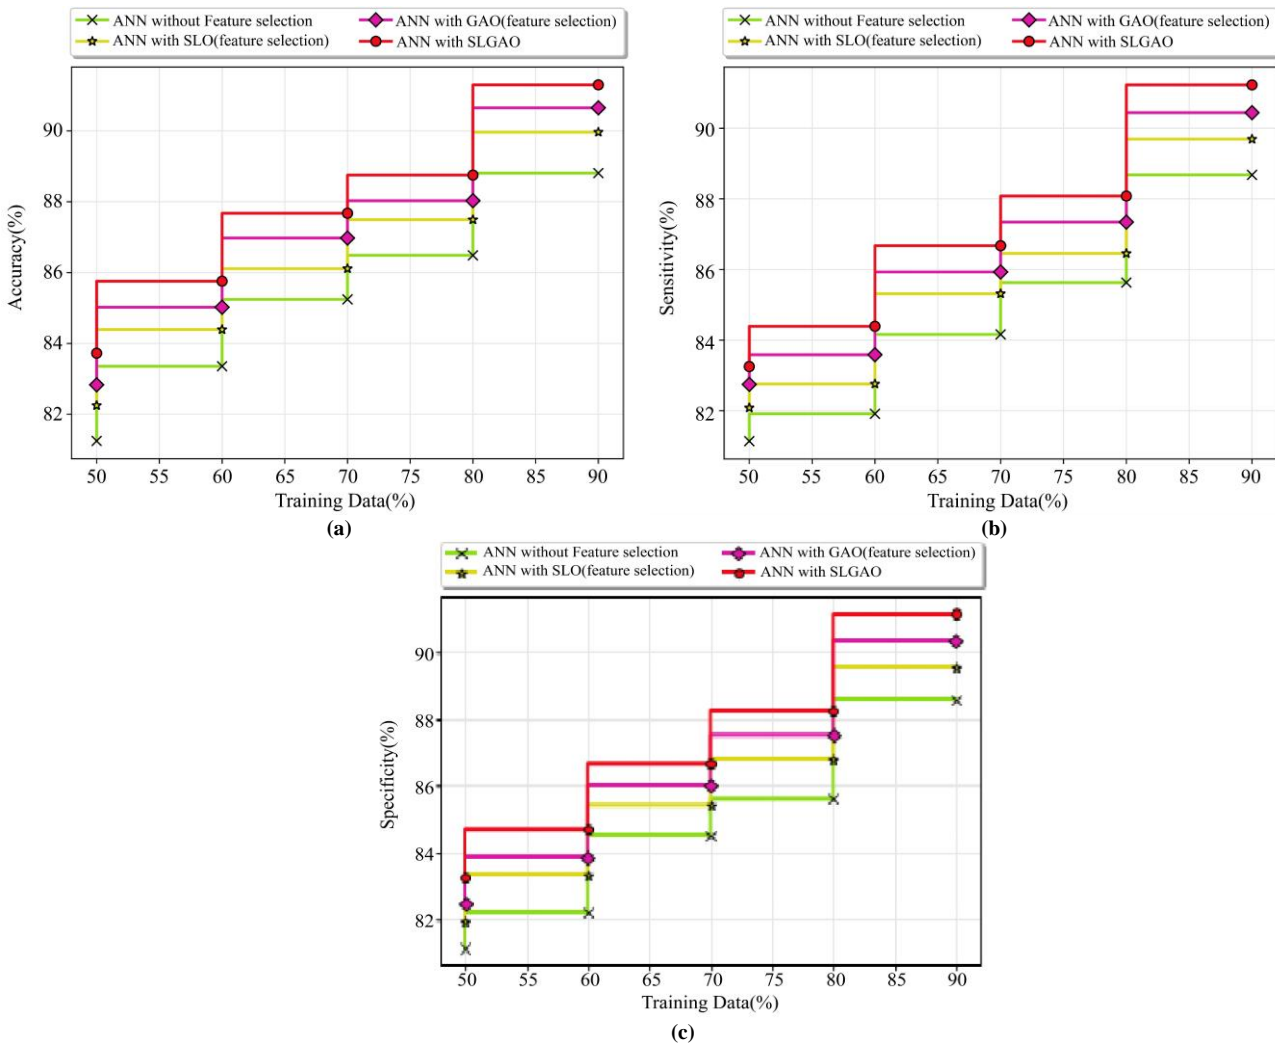 ANN without Feature selection ANN with GAO(feature selection)
ANN with SLO(feature selection) ANN with SLGAO
Accuracy(%)
90
88
86
84
82
50 55 60 65 70 75 80 85 90
Training Data(%)
(a)
ANN without Feature selection ANN with GAO(feature selection)
ANN with SLO(feature selection) ANN with SLGAO
Sensitivity(%)
90
88
86
84
82
50 55 60 65 70 75 80 85 90
Training Data(%)
(b)
ANN without Feature selection ANN with GAO(feature selection)
ANN with SLO(feature selection) ANN with SLGAO
Specificity(%)
90
88
86
84
82
50 55 60 65 70 75 80 85 90
Training Data(%)
(c)